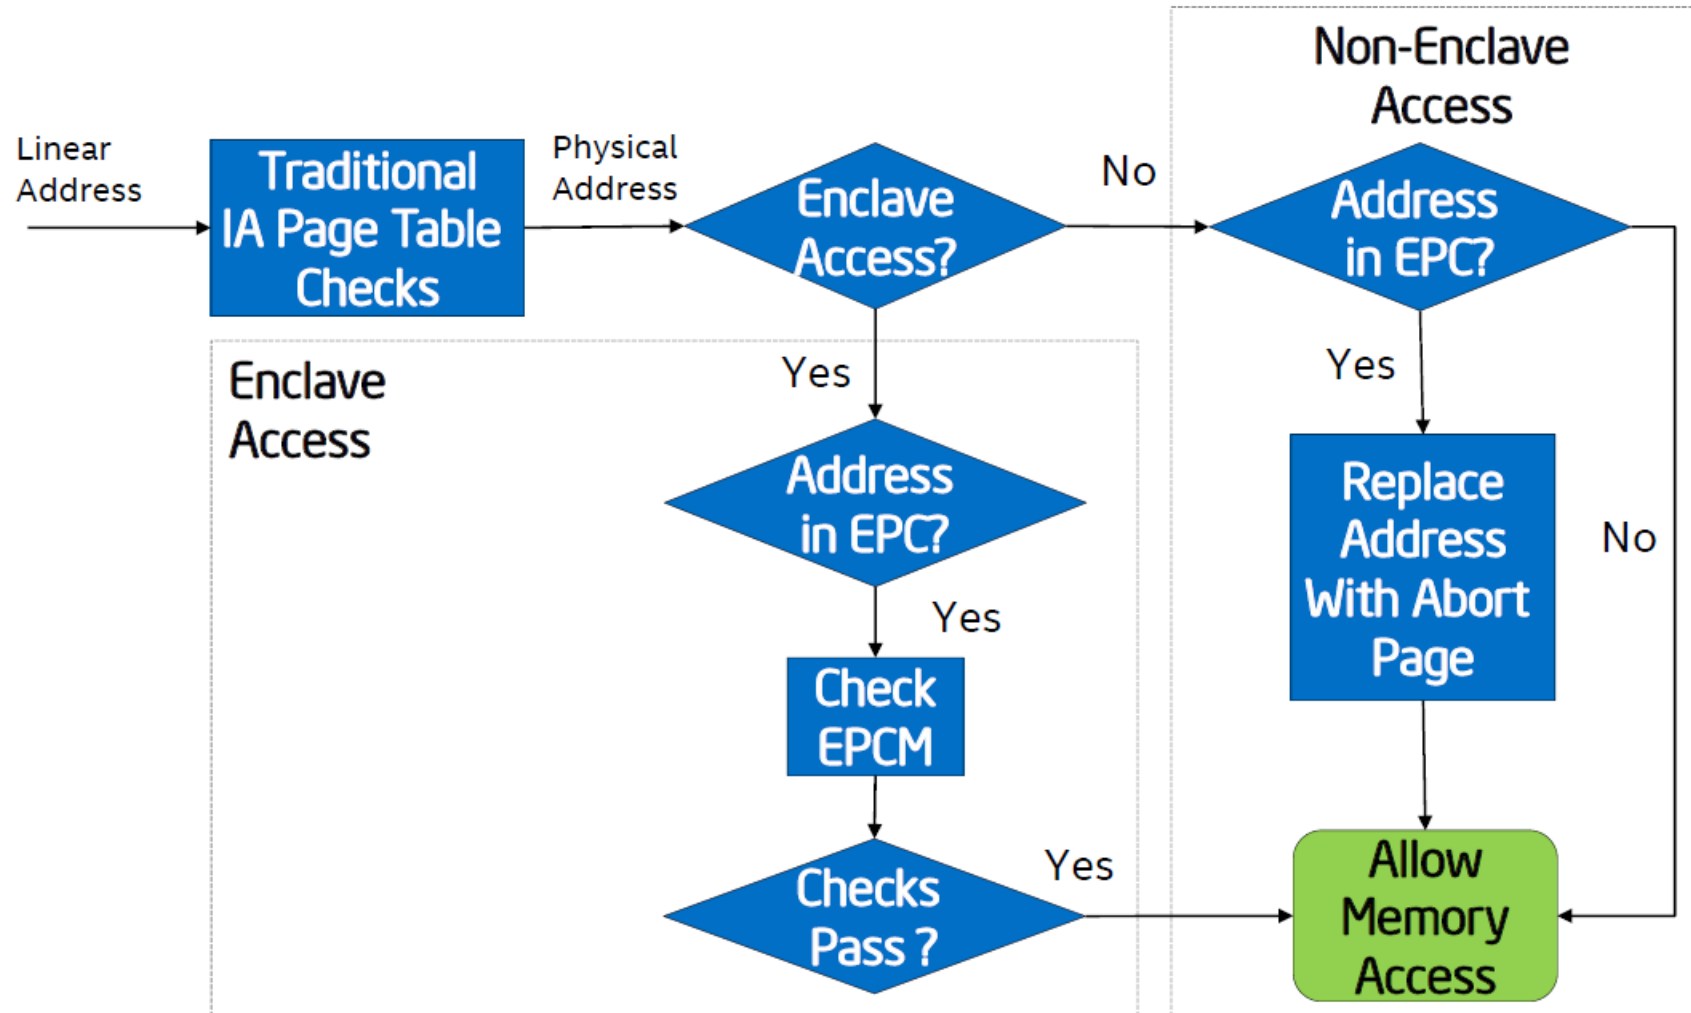 Non-Enclave
Access
Linear
Address
Traditional
IA Page Table
Checks
Physical
Address
Enclave
Access?
No
Address
in EPC?
Enclave
Access
Yes
Yes
Address
in EPC?
Replace
Address
With Abort
Page
No
Yes
Check
EPCM
Checks
Pass ?
Yes
Allow
Memory
Access